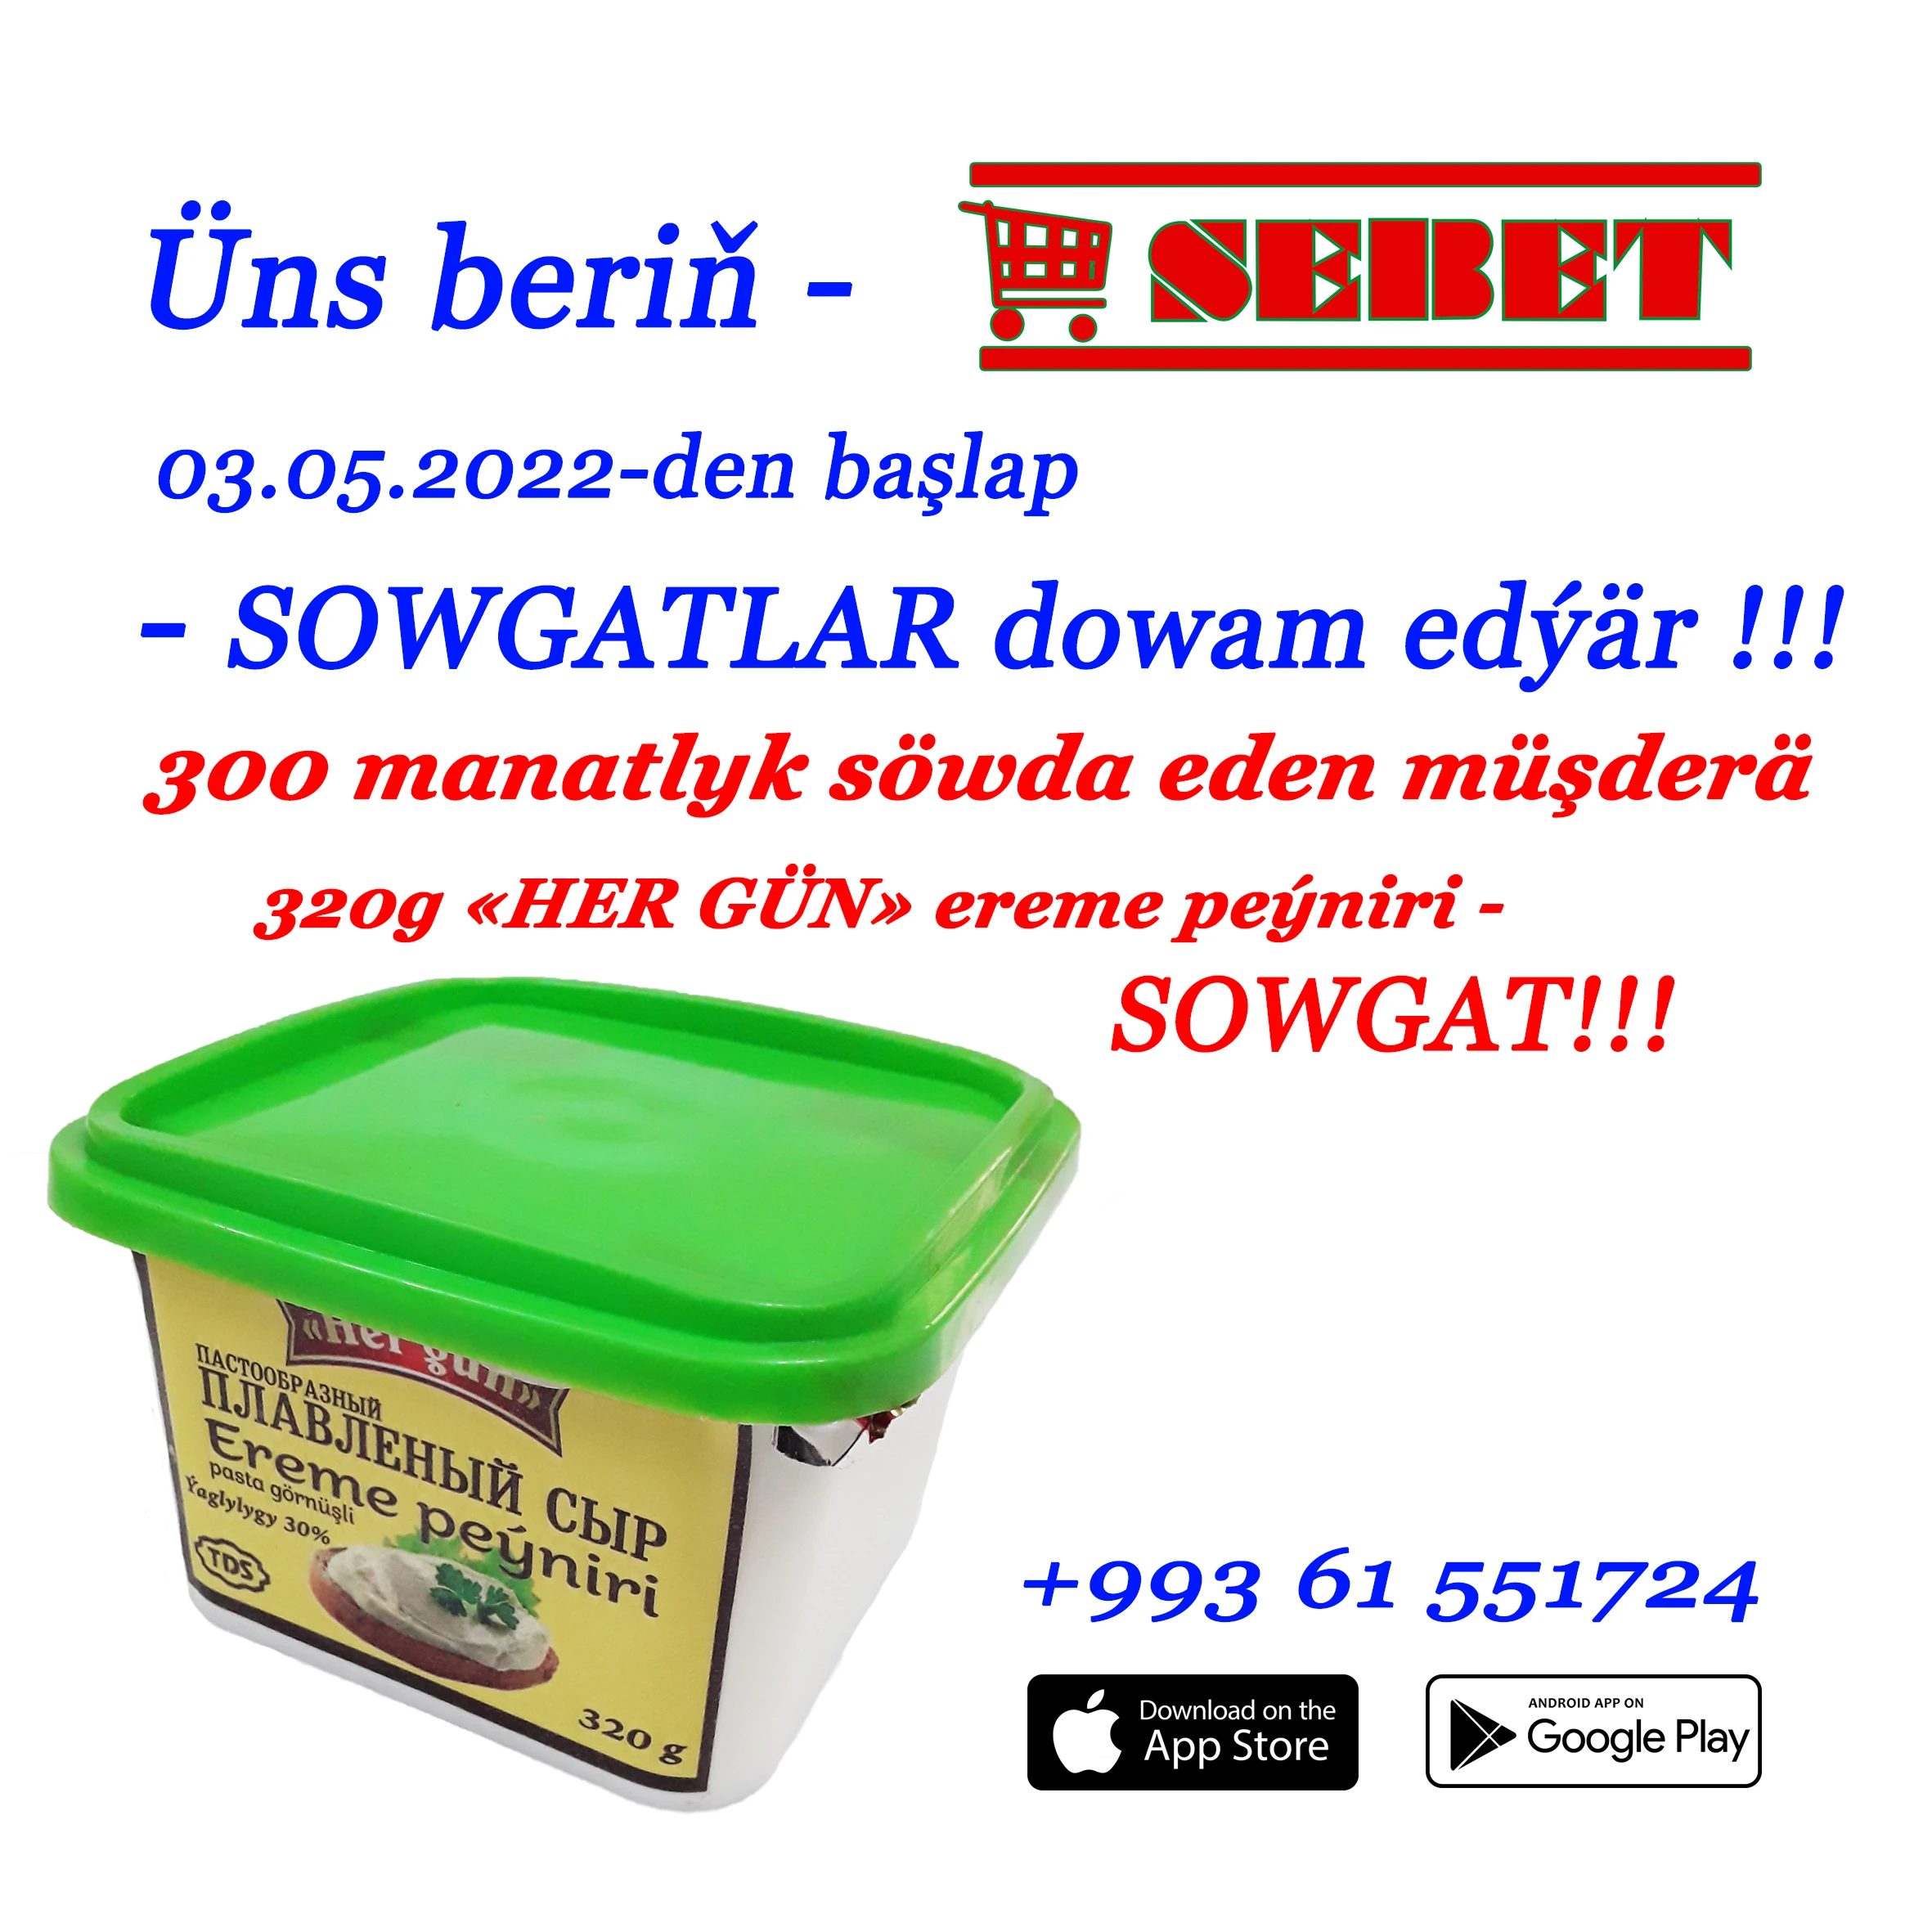 Üns beriň - SEBET
03.05.2022-den başlap
- SOWGATLAR dowam edýär !!!
300 manatlyk söwda eden müşderä
320g «HER GÜN» ereme peýniri -
SOWGAT!!!
«Her gün»
ПАСТООБРАЗНЫЙ
ПЛАВЛЕНЫЙ СЫР
Ereme peýniri
pasta görnüşli
Ýaglylygy 30%
TDS
320 g
+993 61 551724
Download on the
App Store
ANDROID APP ON
Google Play